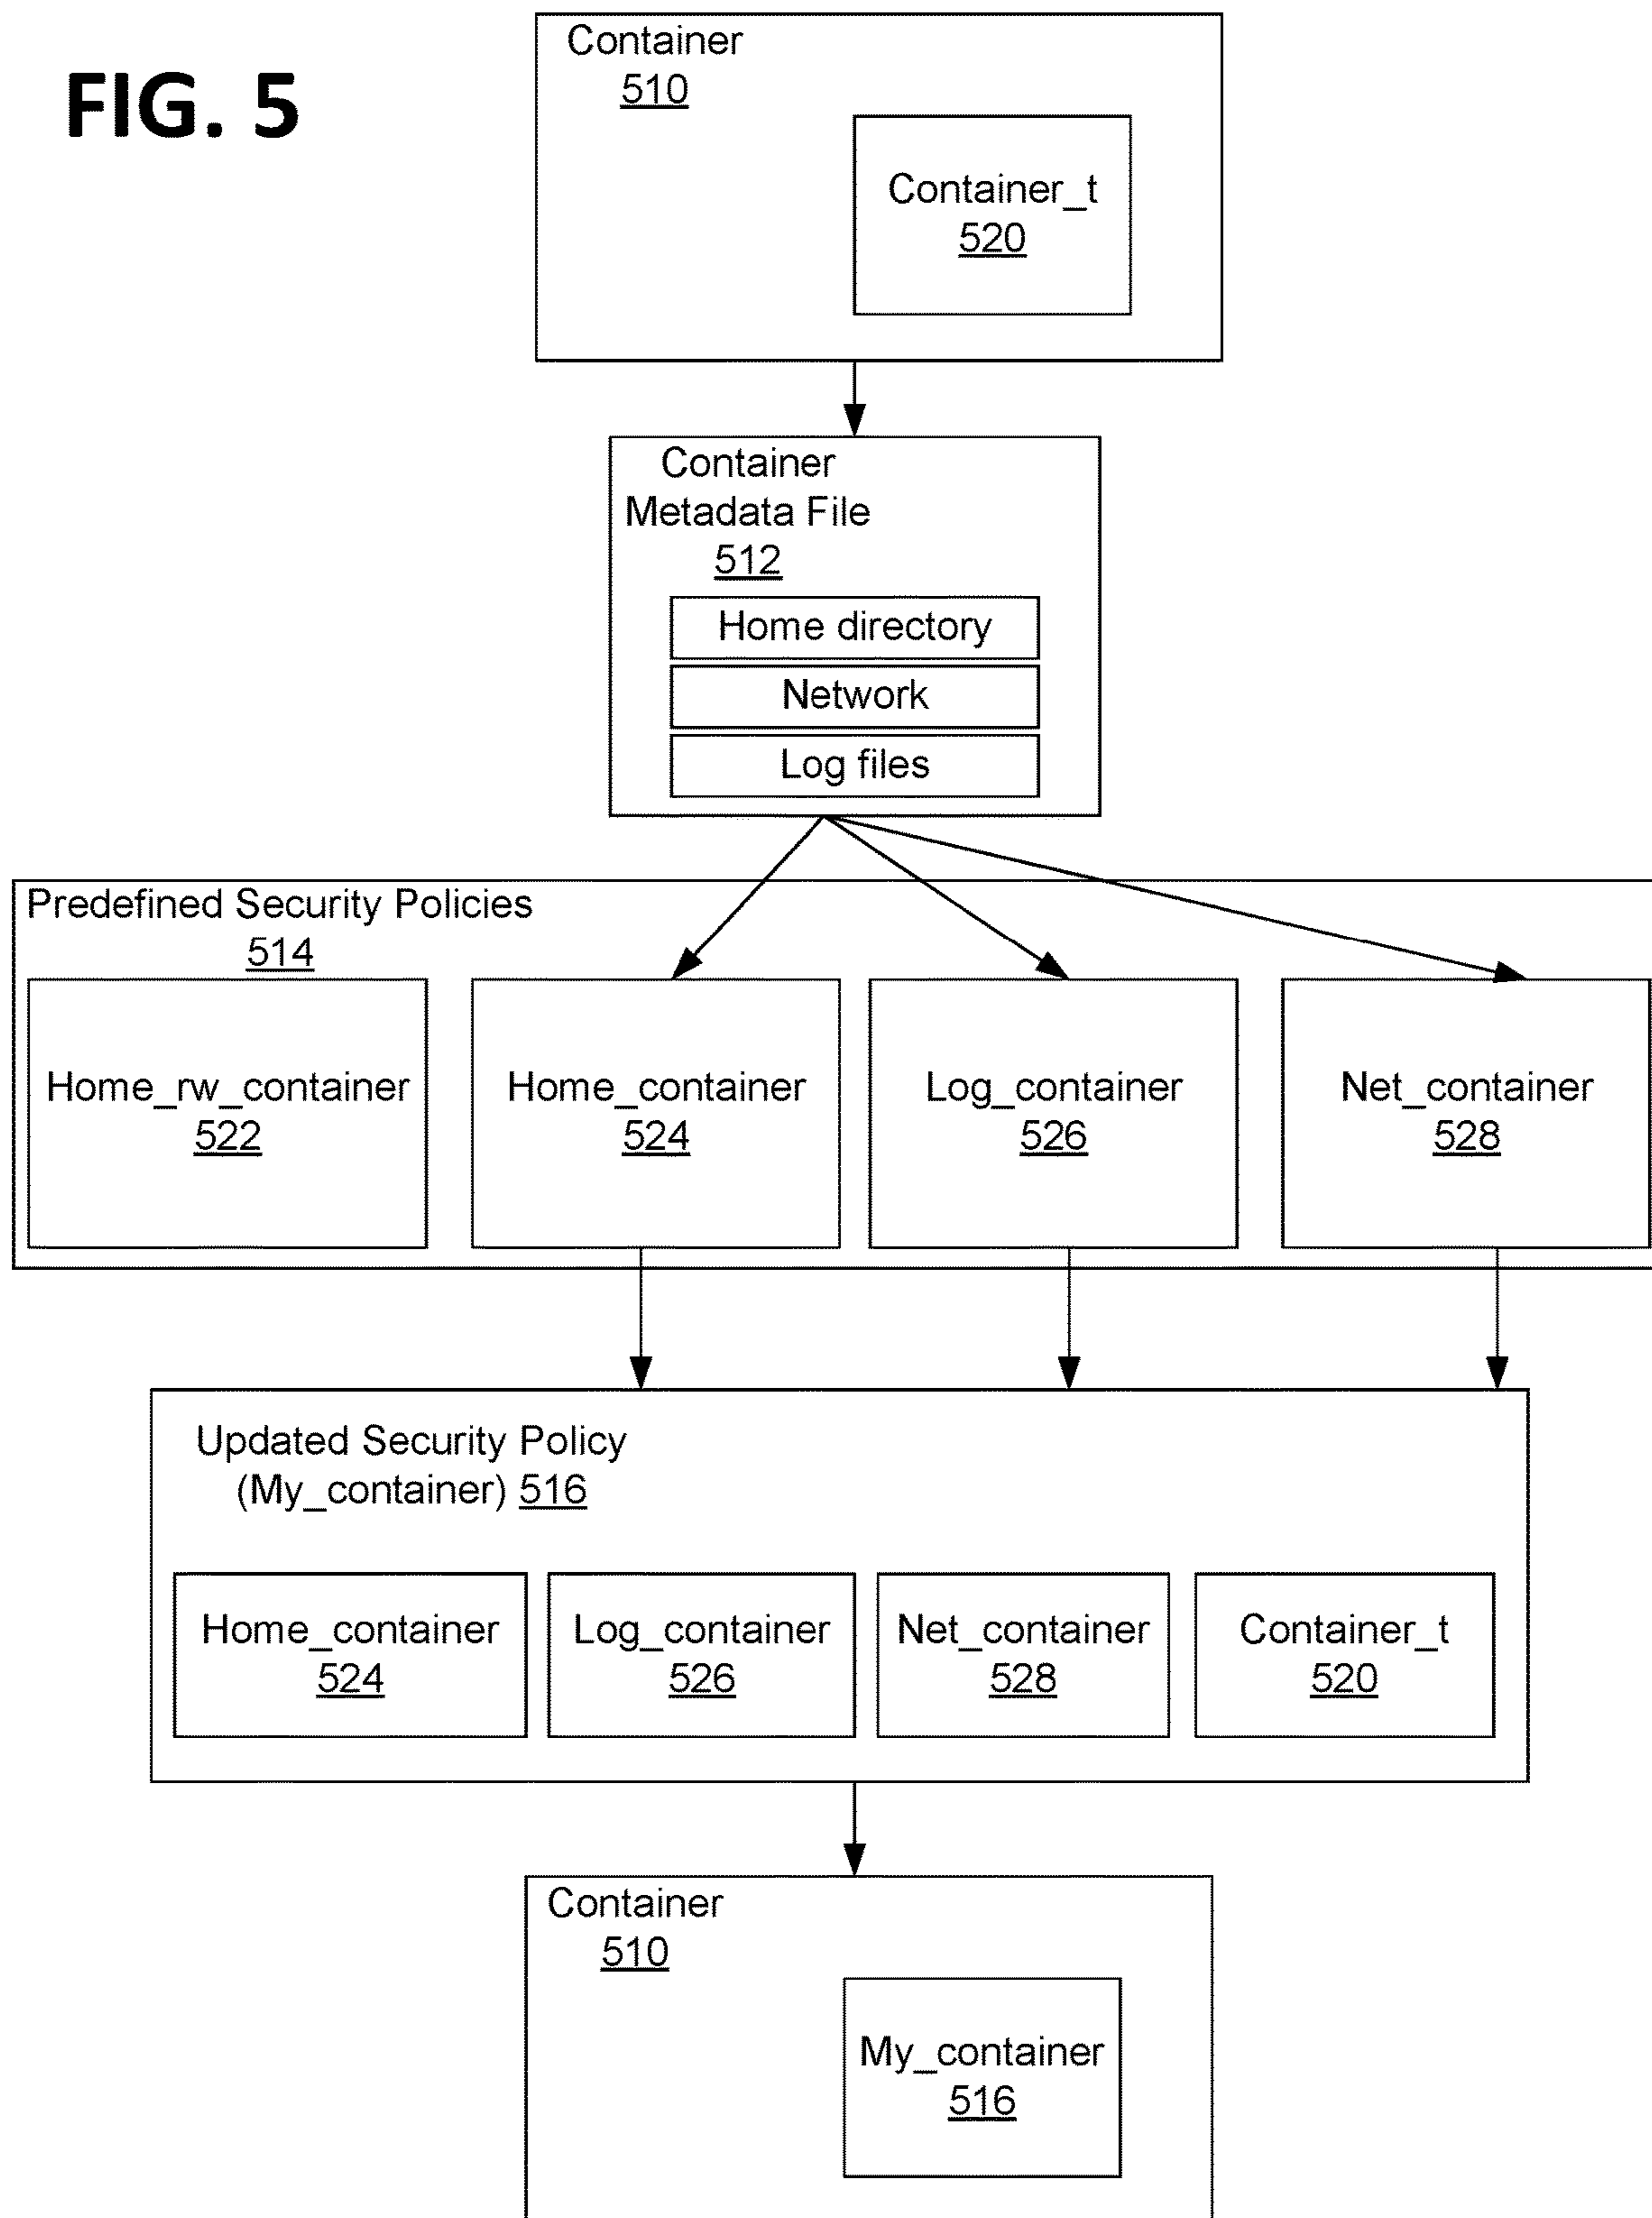 FIG. 5
Container
510
Container_t
520
Container
Metadata File
512
Home directory
Network
Log files
Predefined Security Policies
514
Home_rw_container
522
Home_container
524
Log_container
526
Net_container
528
Updated Security Policy
(My_container) 516
Home_container
524
Log_container
526
Net_container
528
Container_t
520
Container
510
My_container
516